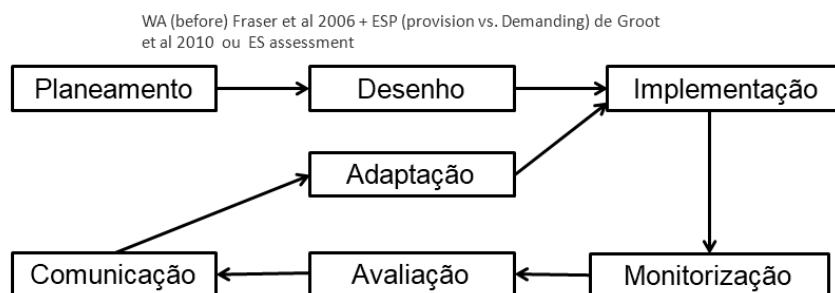 WA (before) Fraser et al 2006 + ESP (provision vs. Demanding) de Groot
et al 2010 ou ES assessment
Planeamento
Desenho
Implementação
Adaptação
Comunicação
Avaliação
Monitorização